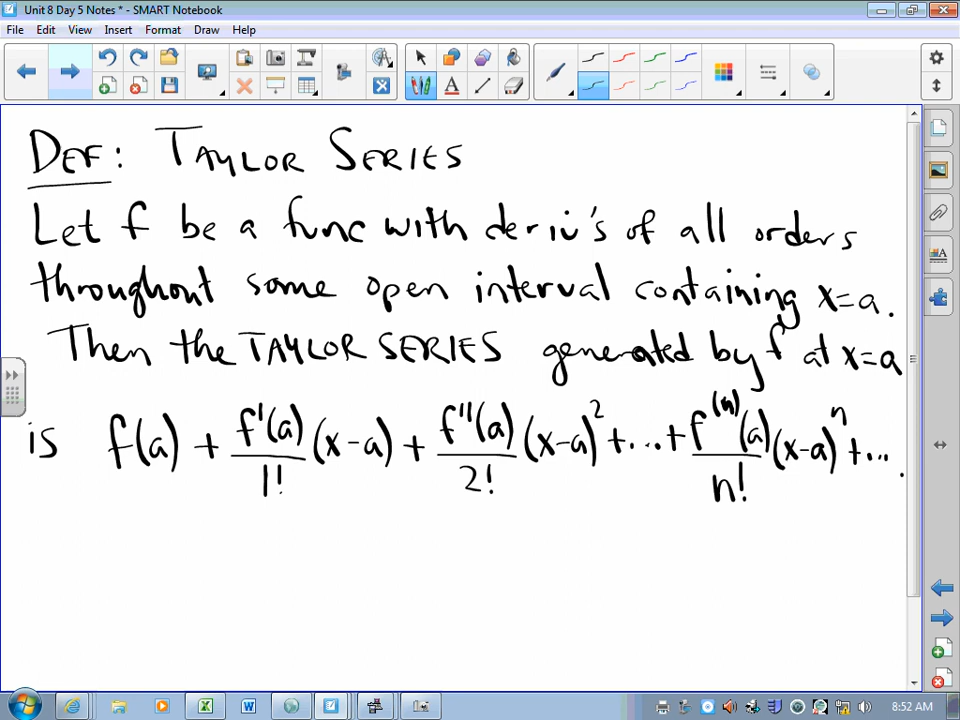 Unit 8 Day 5 Notes * - SMART Notebook
File Edit View Insert Format Draw Help
DEF: TAYLOR SERIES
Let f be a func with deriv's of all orders
throughout some open interval containing x=a.
Then the TAYLOR SERIES generated by f at x=a
is f(a) + f'(a)/1! (x-a) + f''(a)/2! (x-a)² + ... + f⁽ⁿ⁾(a)/n! (x-a)ⁿ + ... .
8:52 AM